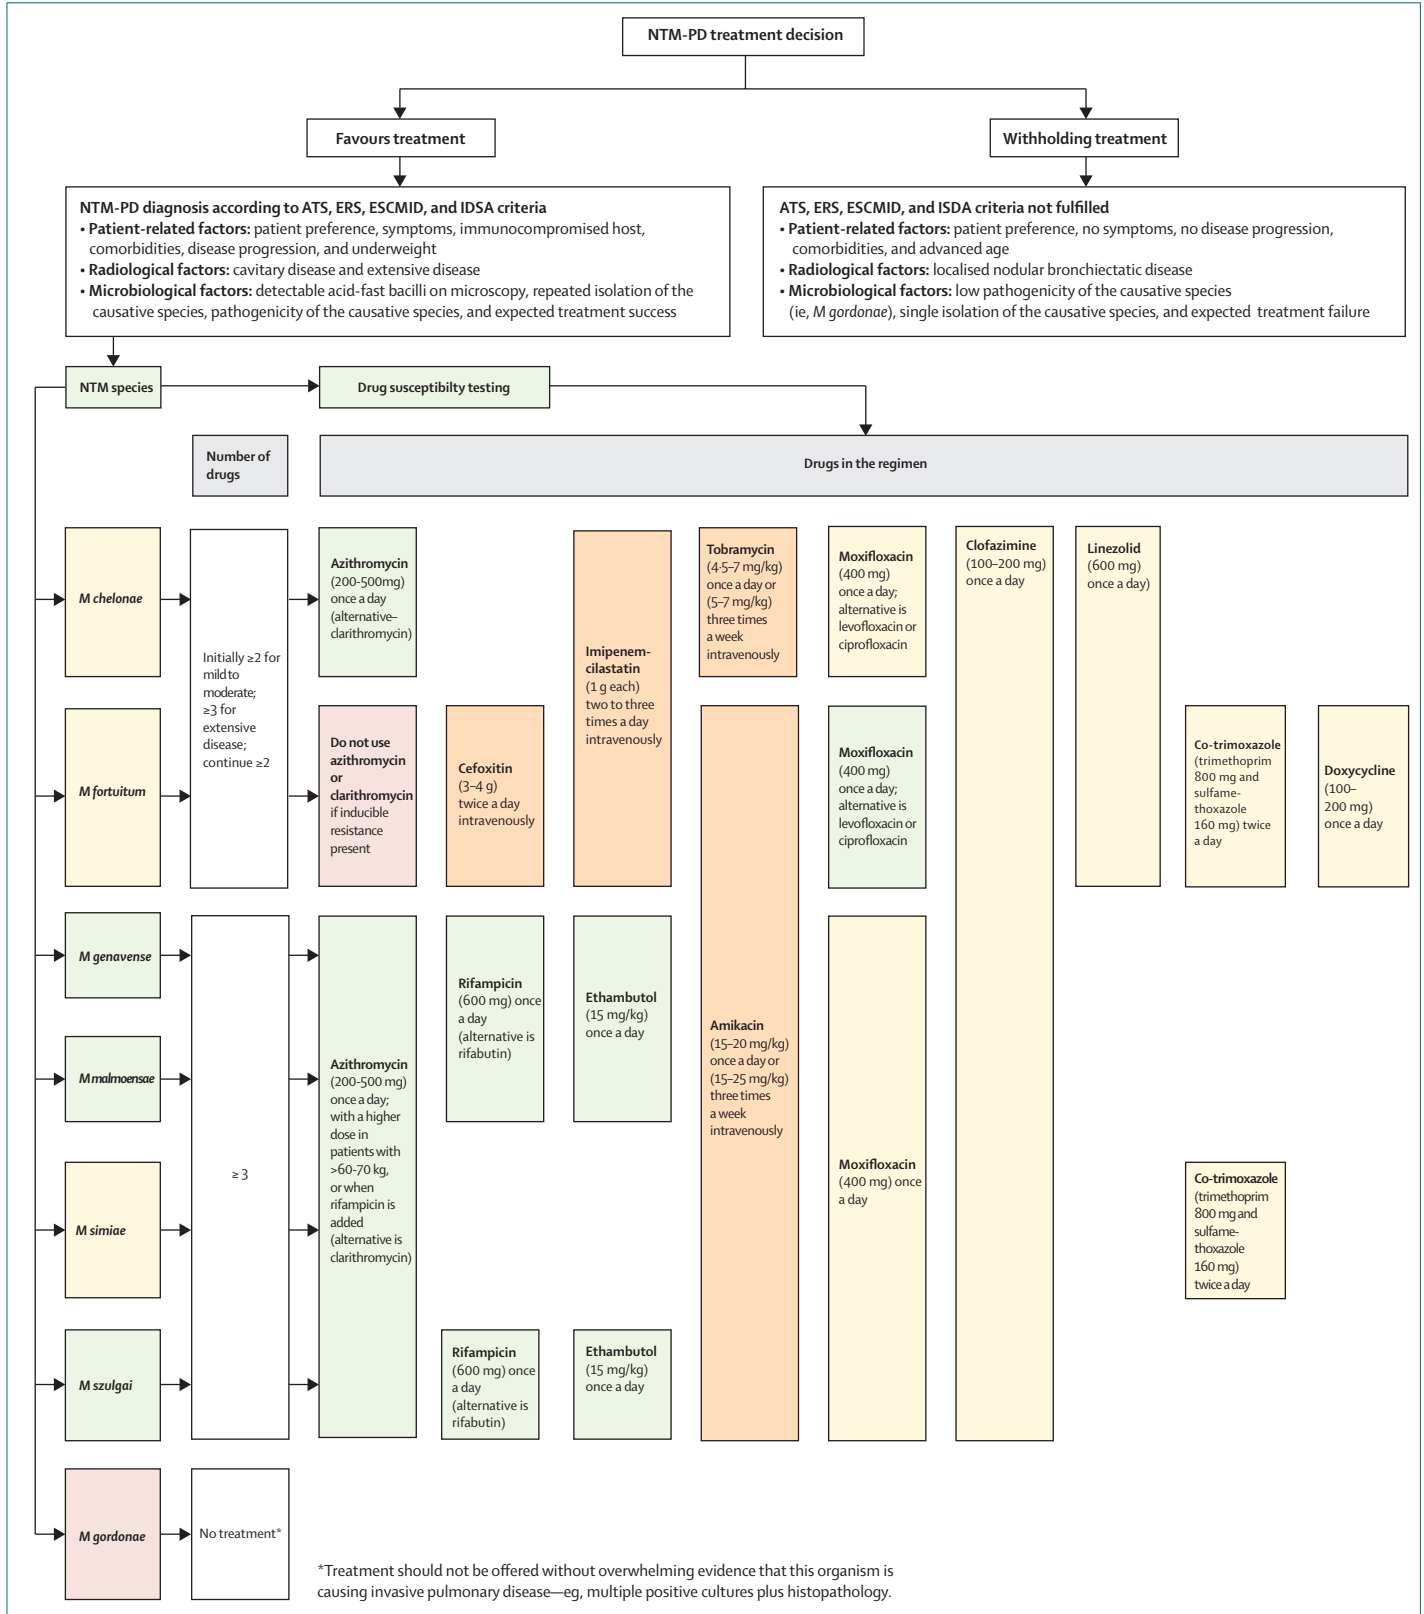 NTM-PD treatment decision
Favours treatment
Withholding treatment
NTM-PD diagnosis according to ATS, ERS, ESCMID, and IDSA criteria
• Patient-related factors: patient preference, symptoms, immunocompromised host,
comorbidities, disease progression, and underweight
• Radiological factors: cavitary disease and extensive disease
• Microbiological factors: detectable acid-fast bacilli on microscopy, repeated isolation of the
causative species, pathogenicity of the causative species, and expected treatment success
ATS, ERS, ESCMID, and ISDA criteria not fulfilled
• Patient-related factors: patient preference, no symptoms, no disease progression,
comorbidities, and advanced age
• Radiological factors: localised nodular bronchiectatic disease
• Microbiological factors: low pathogenicity of the causative species
(ie, M gordonae), single isolation of the causative species, and expected treatment failure
NTM species
Drug susceptibilty testing
Number of
drugs
Drugs in the regimen
M chelonae
Initially ≥2 for
mild to
moderate;
≥3 for
extensive
disease;
continue ≥2
Azithromycin
(200-500mg)
once a day
(alternative–
clarithromycin)
Imipenem-
cilastatin
(1 g each)
two to three
times a day
intravenously
Tobramycin
(4·5–7 mg/kg)
once a day or
(5–7 mg/kg)
three times
a week
intravenously
Moxifloxacin
(400 mg)
once a day;
alternative is
levofloxacin or
ciprofloxacin
Clofazimine
(100–200 mg)
once a day
Linezolid
(600 mg)
once a day)
M fortuitum
Do not use
azithromycin
or
clarithromycin
if inducible
resistance
present
Cefoxitin
(3–4 g)
twice a day
intravenously
Moxifloxacin
(400 mg)
once a day;
alternative is
levofloxacin or
ciprofloxacin
Co-trimoxazole
(trimethoprim
800 mg and
sulfame-
thoxazole
160 mg) twice
a day
Doxycycline
(100–
200 mg)
once a day
M genavense
≥ 3
Azithromycin
(200-500 mg)
once a day;
with a higher
dose in
patients with
>60-70 kg,
or when
rifampicin is
added
(alternative is
clarithromycin)
Rifampicin
(600 mg) once
a day
(alternative is
rifabutin)
Ethambutol
(15 mg/kg)
once a day
Amikacin
(15–20 mg/kg)
once a day or
(15–25 mg/kg)
three times
a week
intravenously
Moxifloxacin
(400 mg) once
a day
M malmoensae
M simiae
Co-trimoxazole
(trimethoprim
800 mg and
sulfame-
thoxazole
160 mg)
twice a day
M szulgai
Rifampicin
(600 mg) once
a day
(alternative is
rifabutin)
Ethambutol
(15 mg/kg)
once a day
M gordonae
No treatment*
*Treatment should not be offered without overwhelming evidence that this organism is
causing invasive pulmonary disease—eg, multiple positive cultures plus histopathology.